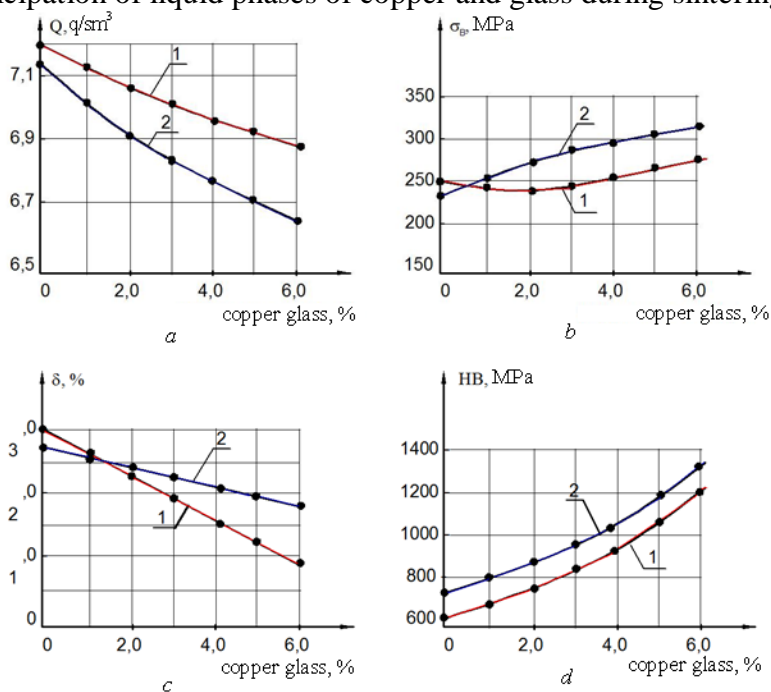 cipation of liquid phases of copper and glass during sintering
Q, q/sm³
7,1
6,9
6,7
6,5
1
2
0 2,0 4,0 6,0
copper glass, %
a
σB, MPa
350
300
250
200
150
2
1
0 2,0 4,0 6,0
copper glass, %
b
δ, %
,0
3
,0
2
,0
1
0
2
1
0 2,0 4,0 6,0
copper glass, %
c
HB, MPa
1400
1200
1000
800
600
2
1
0 2,0 4,0 6,0
copper glass, %
d